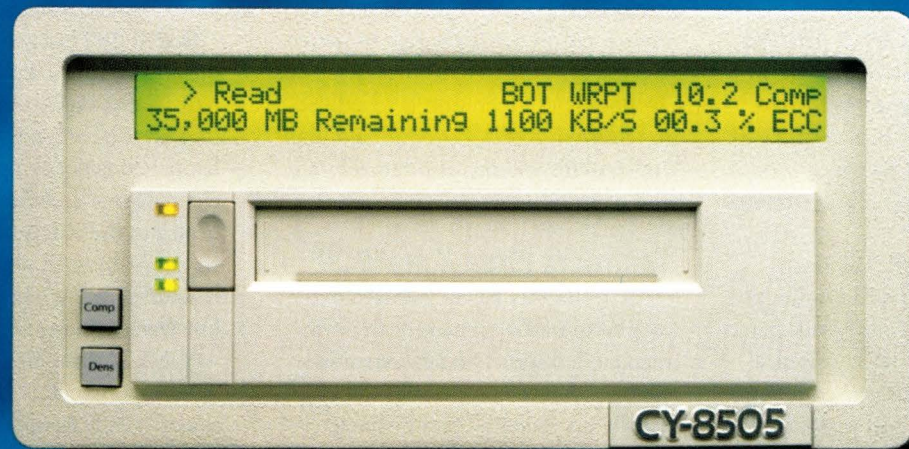 > Read BOT WRPT 10.2 Comp
35,000 MB Remaining 1100 KB/S 00.3 % ECC
Comp
Dens
CY-8505